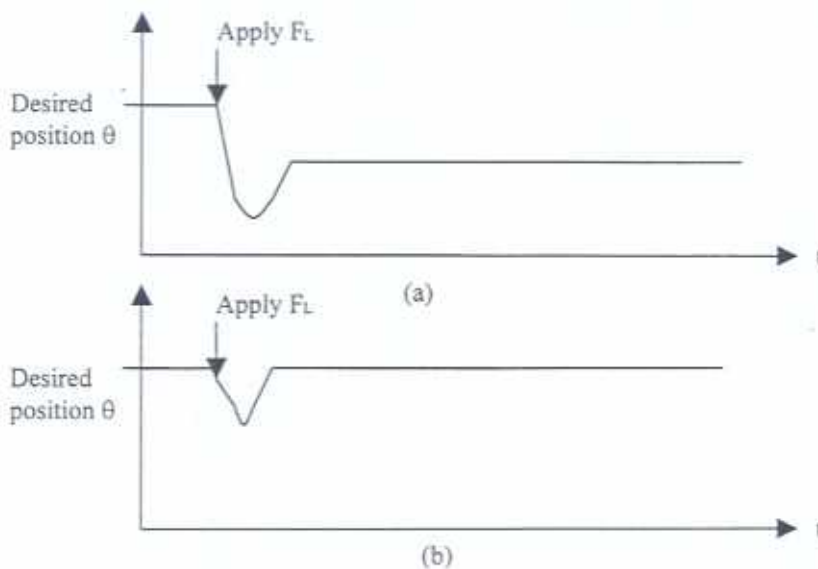 Apply FL
Desired
position θ
t
(a)
Apply FL
Desired
position θ
t
(b)